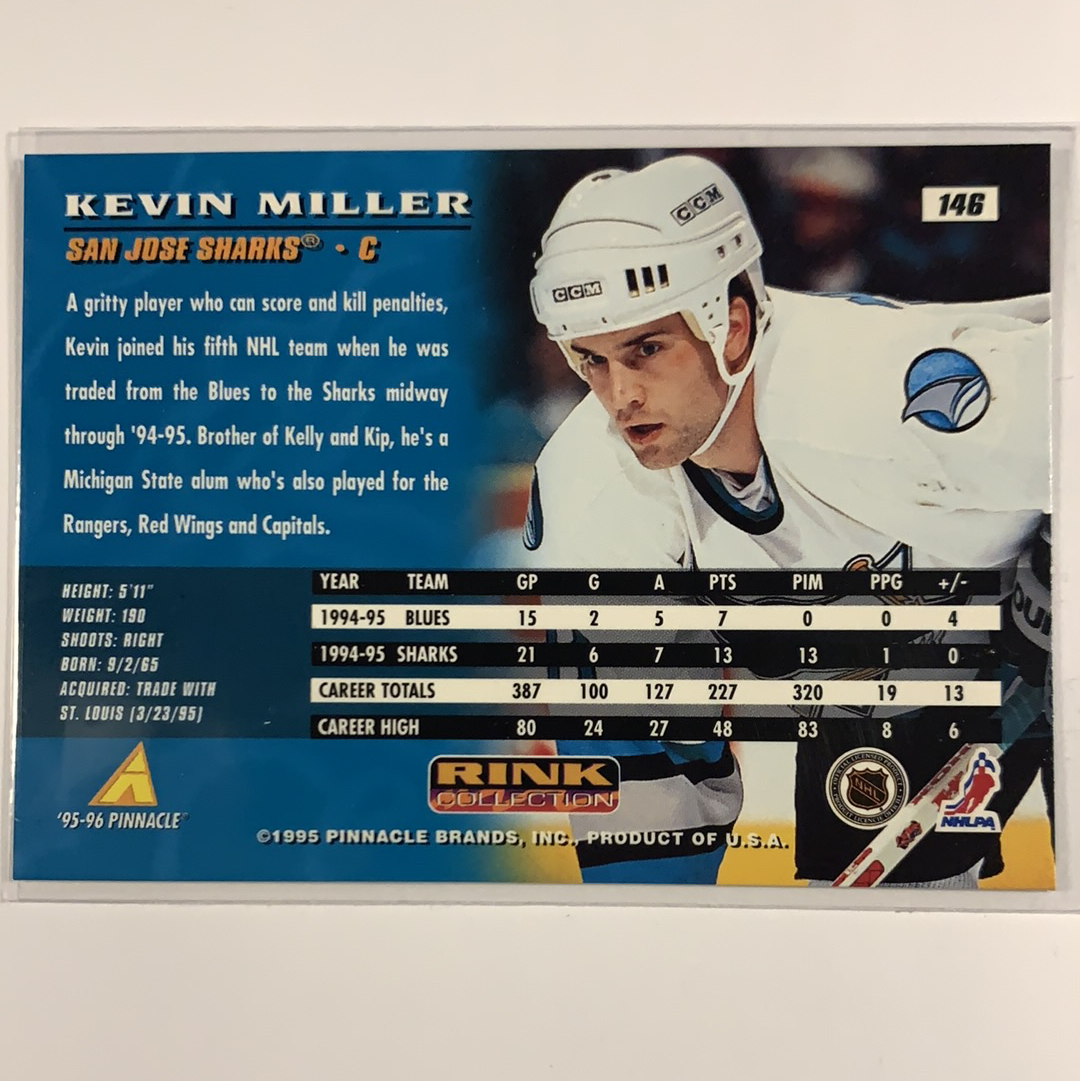 KEVIN MILLER
146
SAN JOSE SHARKS® · C
A gritty player who can score and kill penalties,
Kevin joined his fifth NHL team when he was
traded from the Blues to the Sharks midway
through '94-95. Brother of Kelly and Kip, he's a
Michigan State alum who's also played for the
Rangers, Red Wings and Capitals.
CCM
CCM
HEIGHT: 5'11"
WEIGHT: 190
SHOOTS: RIGHT
BORN: 9/2/65
ACQUIRED: TRADE WITH
ST. LOUIS (3/23/95)
YEAR TEAM GP G A PTS PIM PPG +/-
1994-95 BLUES 15 2 5 7 0 0 4
1994-95 SHARKS 21 6 7 13 13 1 0
CAREER TOTALS 387 100 127 227 320 19 13
CAREER HIGH 80 24 27 48 83 8 6
'95-96 PINNACLE
RINK
COLLECTION
NHL
NHLPA
©1995 PINNACLE BRANDS, INC., PRODUCT OF U.S.A.